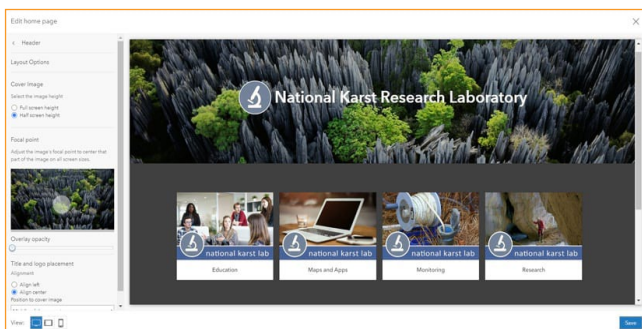 Edit home page
Header
Layout Options
Cover Image
Select the image height
Full screen height
Half screen height
Focal point
Adjust the image's focal point to center that
part of the image on all screen sizes.
Overlay opacity
Title and logo placement
Alignment
Align left
Align center
Position to cover image
View:
National Karst Research Laboratory
national karst lab
Education
national karst lab
Maps and Apps
national karst lab
Monitoring
national karst lab
Research
Save